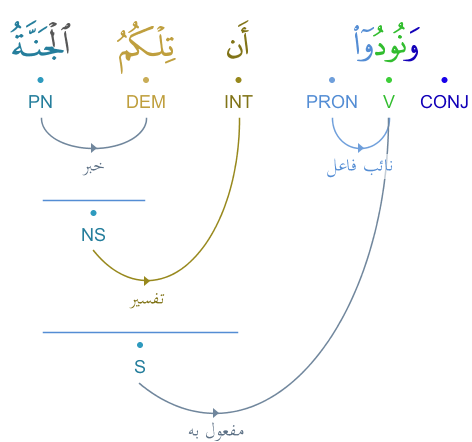 وَنُودُوٓا۟ أَن تِلْكُمُ ٱلْجَنَّةُ
CONJ V PRON INT DEM PN
نائب فاعل خبر
NS
تفسير
S
مفعول به